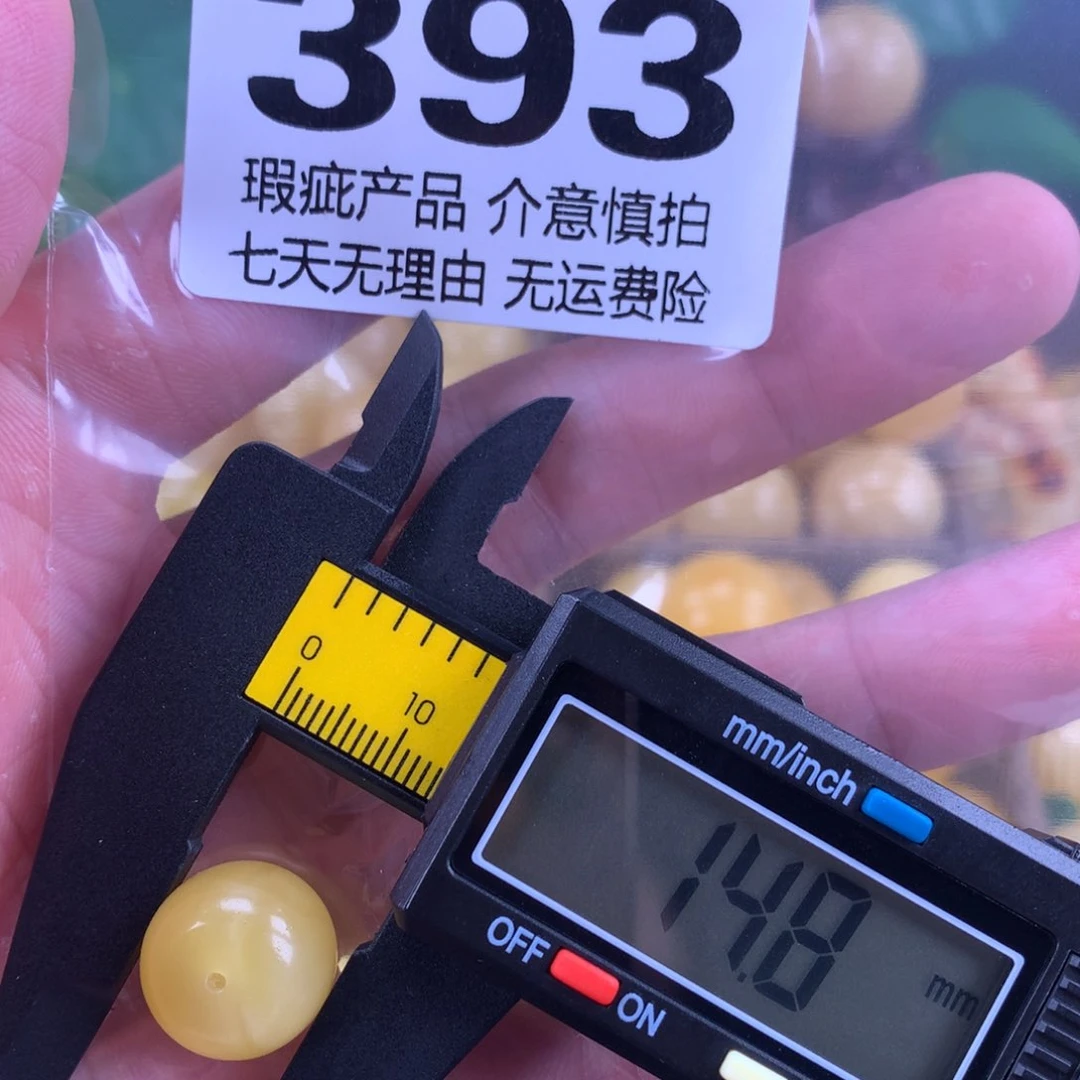 393
瑕疵产品 介意慎拍
七天无理由 无运费险
0
10
mm/inch
14.8
mm
OFF
ON